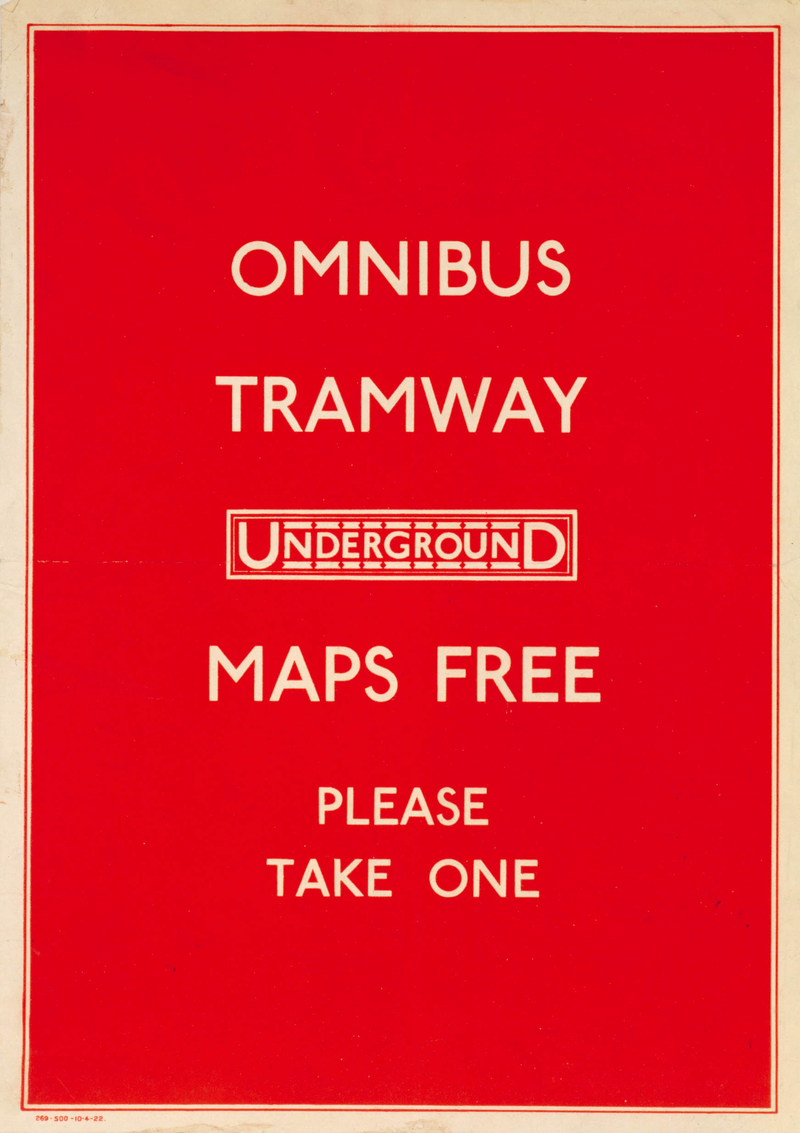 OMNIBUS
TRAMWAY
UNDERGROUND
MAPS FREE
PLEASE
TAKE ONE
269-500-10-4-22.